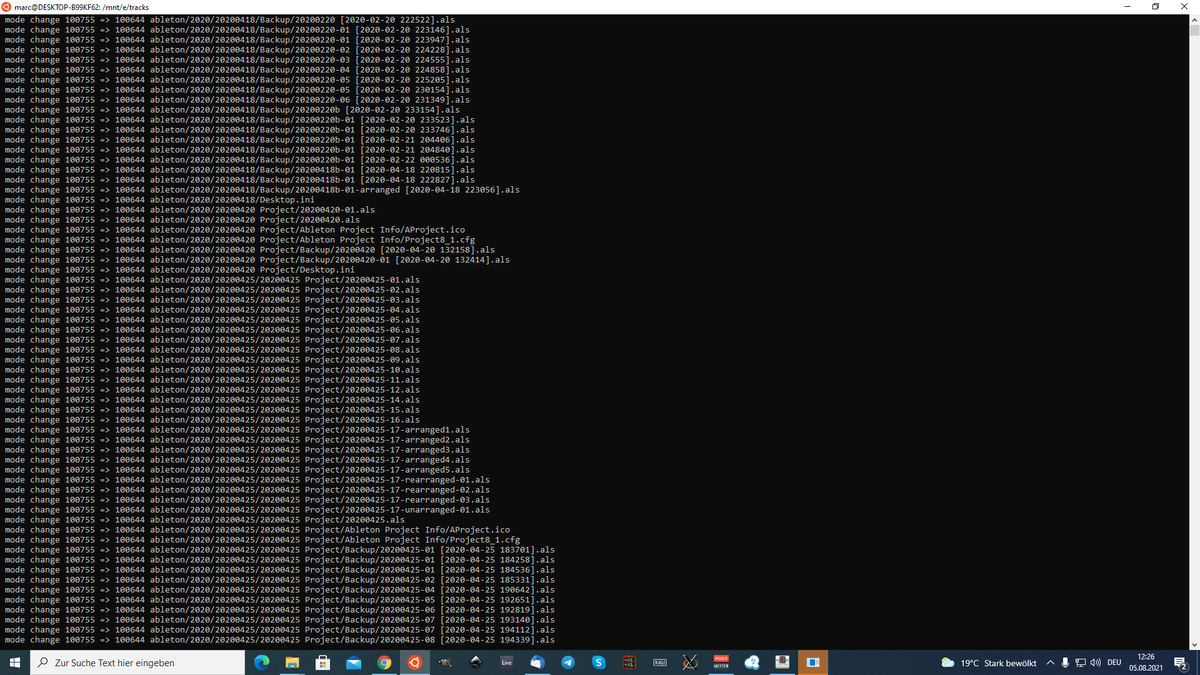 marc@DESKTOP-B99KF62: /mnt/e/tracks
mode change 100755 => 100644 ableton/2020/20200418/Backup/20200220 [2020-02-20 222522].als
mode change 100755 => 100644 ableton/2020/20200418/Backup/20200220-01 [2020-02-20 223146].als
mode change 100755 => 100644 ableton/2020/20200418/Backup/20200220-01 [2020-02-20 223947].als
mode change 100755 => 100644 ableton/2020/20200418/Backup/20200220-02 [2020-02-20 224228].als
mode change 100755 => 100644 ableton/2020/20200418/Backup/20200220-03 [2020-02-20 224555].als
mode change 100755 => 100644 ableton/2020/20200418/Backup/20200220-04 [2020-02-20 224858].als
mode change 100755 => 100644 ableton/2020/20200418/Backup/20200220-05 [2020-02-20 225205].als
mode change 100755 => 100644 ableton/2020/20200418/Backup/20200220-05 [2020-02-20 230154].als
mode change 100755 => 100644 ableton/2020/20200418/Backup/20200220-06 [2020-02-20 231349].als
mode change 100755 => 100644 ableton/2020/20200418/Backup/20200220b [2020-02-20 233154].als
mode change 100755 => 100644 ableton/2020/20200418/Backup/20200220b-01 [2020-02-20 233523].als
mode change 100755 => 100644 ableton/2020/20200418/Backup/20200220b-01 [2020-02-20 233746].als
mode change 100755 => 100644 ableton/2020/20200418/Backup/20200220b-01 [2020-02-21 204406].als
mode change 100755 => 100644 ableton/2020/20200418/Backup/20200220b-01 [2020-02-21 204840].als
mode change 100755 => 100644 ableton/2020/20200418/Backup/20200220b-01 [2020-02-22 000536].als
mode change 100755 => 100644 ableton/2020/20200418/Backup/20200418b-01 [2020-04-18 220815].als
mode change 100755 => 100644 ableton/2020/20200418/Backup/20200418b-01 [2020-04-18 222827].als
mode change 100755 => 100644 ableton/2020/20200418/Backup/20200418b-01-arranged [2020-04-18 223056].als
mode change 100755 => 100644 ableton/2020/20200418/Desktop.ini
mode change 100755 => 100644 ableton/2020/20200420 Project/20200420-01.als
mode change 100755 => 100644 ableton/2020/20200420 Project/20200420.als
mode change 100755 => 100644 ableton/2020/20200420 Project/Ableton Project Info/AProject.ico
mode change 100755 => 100644 ableton/2020/20200420 Project/Ableton Project Info/Project8_1.cfg
mode change 100755 => 100644 ableton/2020/20200420 Project/Backup/20200420 [2020-04-20 132158].als
mode change 100755 => 100644 ableton/2020/20200420 Project/Backup/20200420-01 [2020-04-20 132414].als
mode change 100755 => 100644 ableton/2020/20200420 Project/Desktop.ini
mode change 100755 => 100644 ableton/2020/20200425/20200425 Project/20200425-01.als
mode change 100755 => 100644 ableton/2020/20200425/20200425 Project/20200425-02.als
mode change 100755 => 100644 ableton/2020/20200425/20200425 Project/20200425-03.als
mode change 100755 => 100644 ableton/2020/20200425/20200425 Project/20200425-04.als
mode change 100755 => 100644 ableton/2020/20200425/20200425 Project/20200425-05.als
mode change 100755 => 100644 ableton/2020/20200425/20200425 Project/20200425-06.als
mode change 100755 => 100644 ableton/2020/20200425/20200425 Project/20200425-07.als
mode change 100755 => 100644 ableton/2020/20200425/20200425 Project/20200425-08.als
mode change 100755 => 100644 ableton/2020/20200425/20200425 Project/20200425-09.als
mode change 100755 => 100644 ableton/2020/20200425/20200425 Project/20200425-10.als
mode change 100755 => 100644 ableton/2020/20200425/20200425 Project/20200425-11.als
mode change 100755 => 100644 ableton/2020/20200425/20200425 Project/20200425-12.als
mode change 100755 => 100644 ableton/2020/20200425/20200425 Project/20200425-14.als
mode change 100755 => 100644 ableton/2020/20200425/20200425 Project/20200425-15.als
mode change 100755 => 100644 ableton/2020/20200425/20200425 Project/20200425-16.als
mode change 100755 => 100644 ableton/2020/20200425/20200425 Project/20200425-17-arranged1.als
mode change 100755 => 100644 ableton/2020/20200425/20200425 Project/20200425-17-arranged2.als
mode change 100755 => 100644 ableton/2020/20200425/20200425 Project/20200425-17-arranged3.als
mode change 100755 => 100644 ableton/2020/20200425/20200425 Project/20200425-17-arranged4.als
mode change 100755 => 100644 ableton/2020/20200425/20200425 Project/20200425-17-arranged5.als
mode change 100755 => 100644 ableton/2020/20200425/20200425 Project/20200425-17-rearranged-01.als
mode change 100755 => 100644 ableton/2020/20200425/20200425 Project/20200425-17-rearranged-02.als
mode change 100755 => 100644 ableton/2020/20200425/20200425 Project/20200425-17-rearranged-03.als
mode change 100755 => 100644 ableton/2020/20200425/20200425 Project/20200425-17-unarranged-01.als
mode change 100755 => 100644 ableton/2020/20200425/20200425 Project/20200425.als
mode change 100755 => 100644 ableton/2020/20200425/20200425 Project/Ableton Project Info/AProject.ico
mode change 100755 => 100644 ableton/2020/20200425/20200425 Project/Ableton Project Info/Project8_1.cfg
mode change 100755 => 100644 ableton/2020/20200425/20200425 Project/Backup/20200425-01 [2020-04-25 183701].als
mode change 100755 => 100644 ableton/2020/20200425/20200425 Project/Backup/20200425-01 [2020-04-25 184258].als
mode change 100755 => 100644 ableton/2020/20200425/20200425 Project/Backup/20200425-01 [2020-04-25 184536].als
mode change 100755 => 100644 ableton/2020/20200425/20200425 Project/Backup/20200425-02 [2020-04-25 185331].als
mode change 100755 => 100644 ableton/2020/20200425/20200425 Project/Backup/20200425-04 [2020-04-25 190642].als
mode change 100755 => 100644 ableton/2020/20200425/20200425 Project/Backup/20200425-05 [2020-04-25 192651].als
mode change 100755 => 100644 ableton/2020/20200425/20200425 Project/Backup/20200425-06 [2020-04-25 192819].als
mode change 100755 => 100644 ableton/2020/20200425/20200425 Project/Backup/20200425-07 [2020-04-25 193140].als
mode change 100755 => 100644 ableton/2020/20200425/20200425 Project/Backup/20200425-07 [2020-04-25 194112].als
mode change 100755 => 100644 ableton/2020/20200425/20200425 Project/Backup/20200425-08 [2020-04-25 194339].als
Zur Suche Text hier eingeben
Live
KALI
19°C Stark bewölkt
DEU
12:26
05.08.2021
2